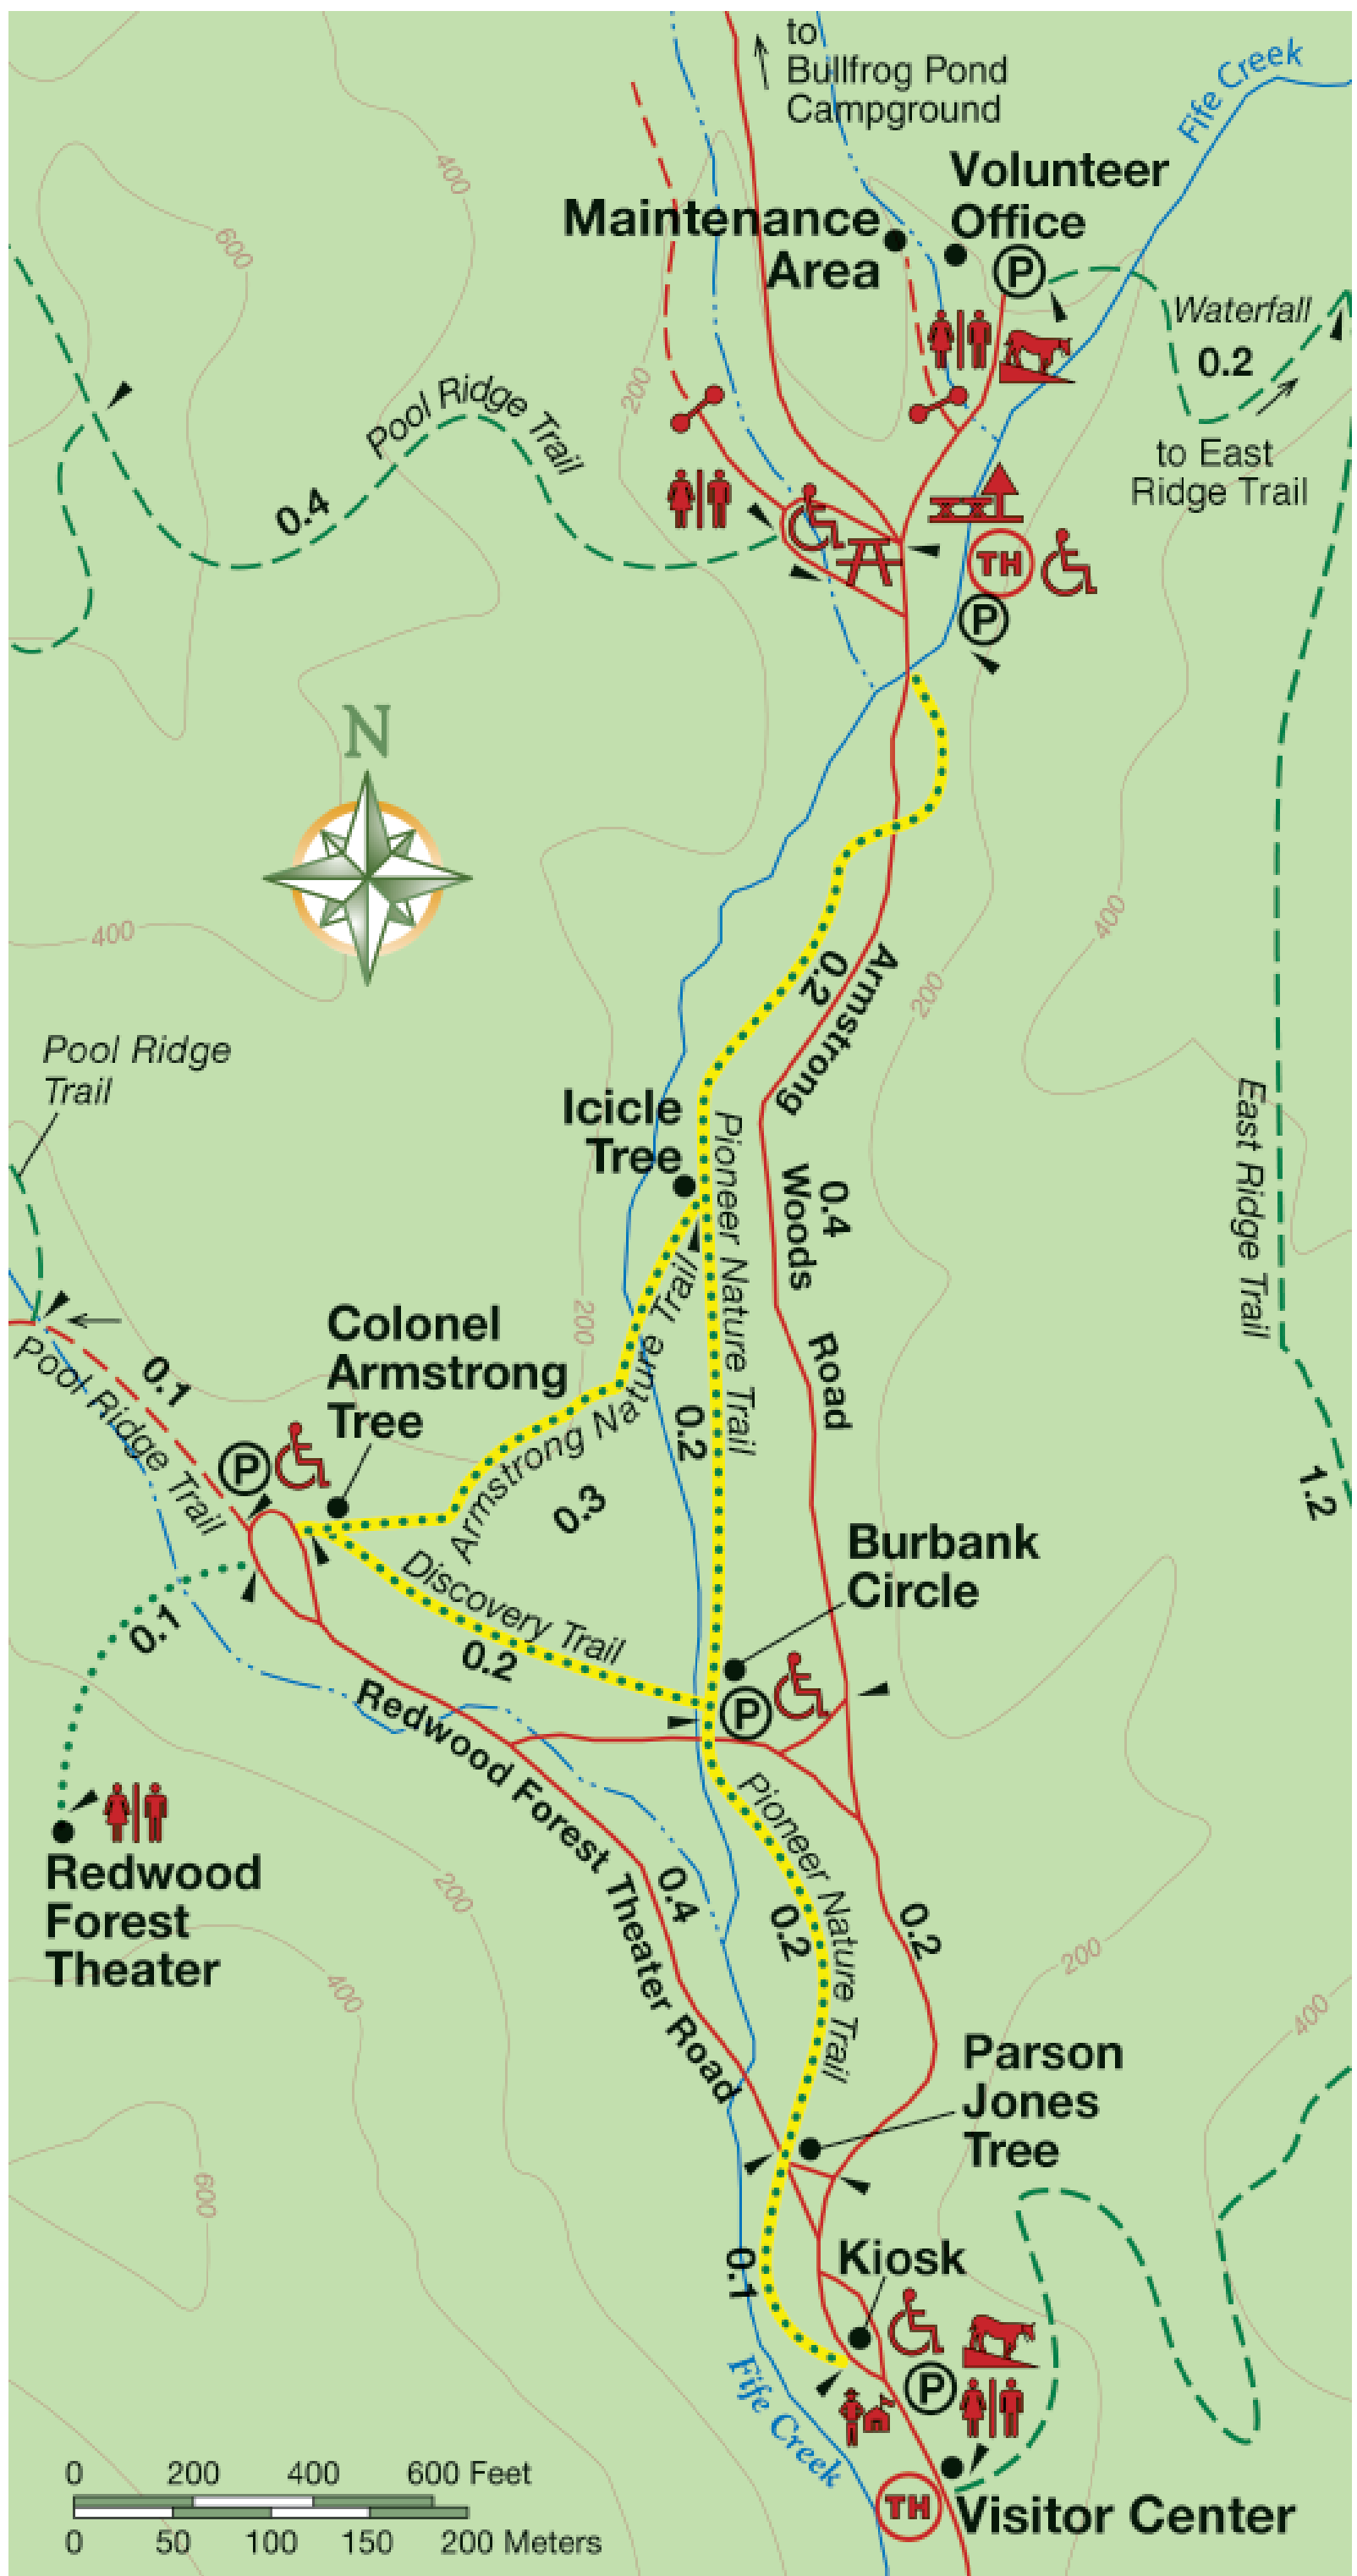 to
Bullfrog Pond
Campground
Fife Creek
Volunteer
Office
Maintenance
Area
P
400
600
Waterfall
0.2
to East
Ridge Trail
200
Pool Ridge Trail
0.4
TH
P
N
400
400
200
0.2
Armstrong
Woods
Road
0.4
Pool Ridge
Trail
Icicle
Tree
Pioneer Nature Trail
0.2
East Ridge Trail
1.2
200
Colonel
Armstrong
Tree
Armstrong Nature Trail
0.3
Pool Ridge Trail
0.1
P
Discovery Trail
0.2
Burbank
Circle
P
0.1
Redwood Forest Theater Road
0.4
Pioneer Nature Trail
0.2
0.2
Redwood
Forest
Theater
200
400
600
200
400
Parson
Jones
Tree
0.1
Kiosk
P
Fife Creek
TH
Visitor Center
0 200 400 600 Feet
0 50 100 150 200 Meters